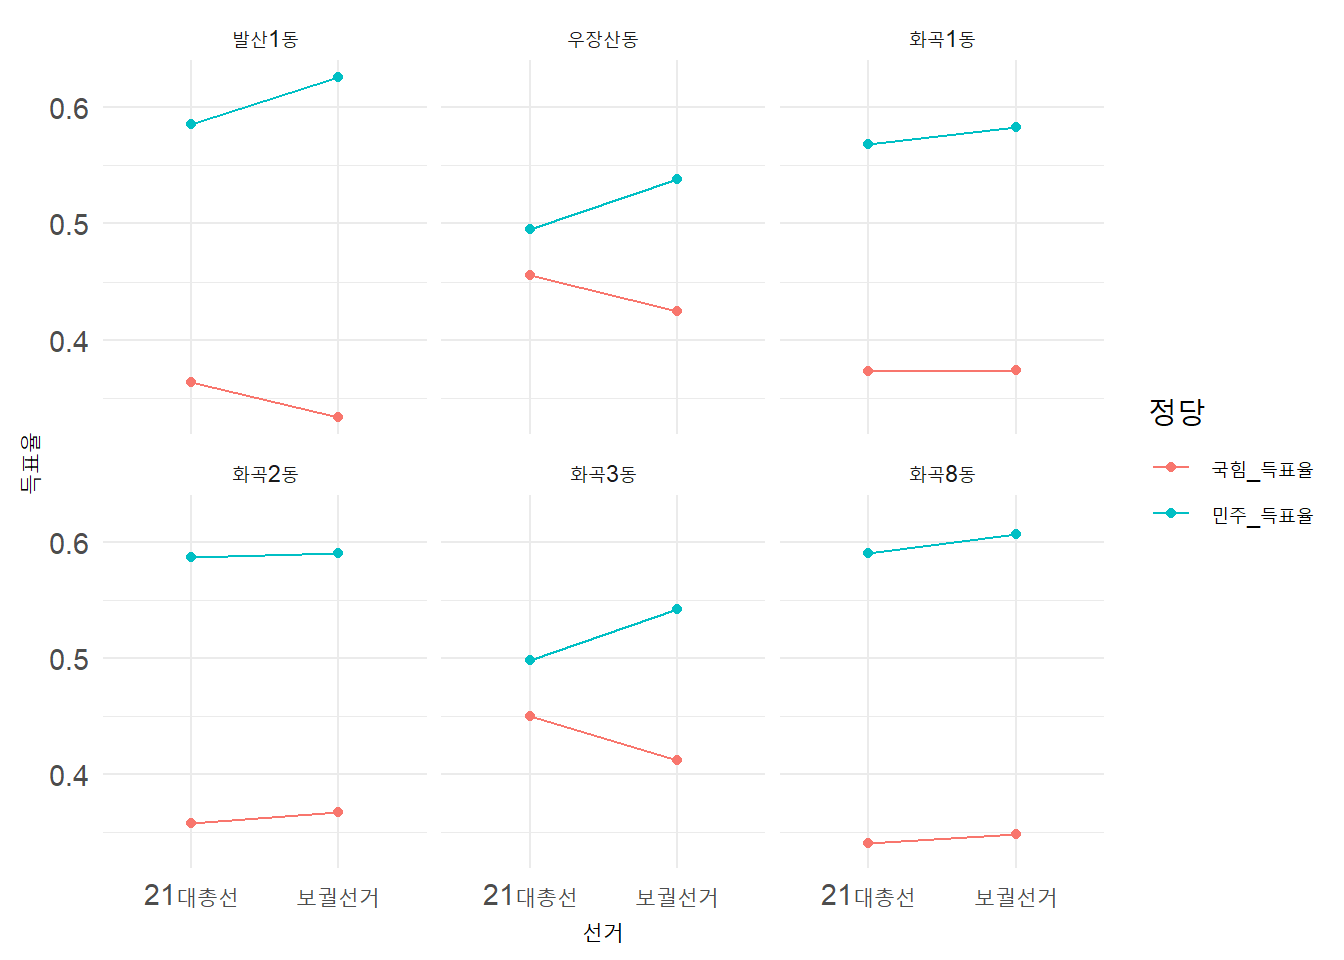 발산1동
우장산동
화곡1동
0.6
0.5
0.4
득표율
화곡2동
화곡3동
화곡8동
0.6
0.5
0.4
21대총선
보궐선거
21대총선
보궐선거
21대총선
보궐선거
선거
정당
국힘_득표율
민주_득표율